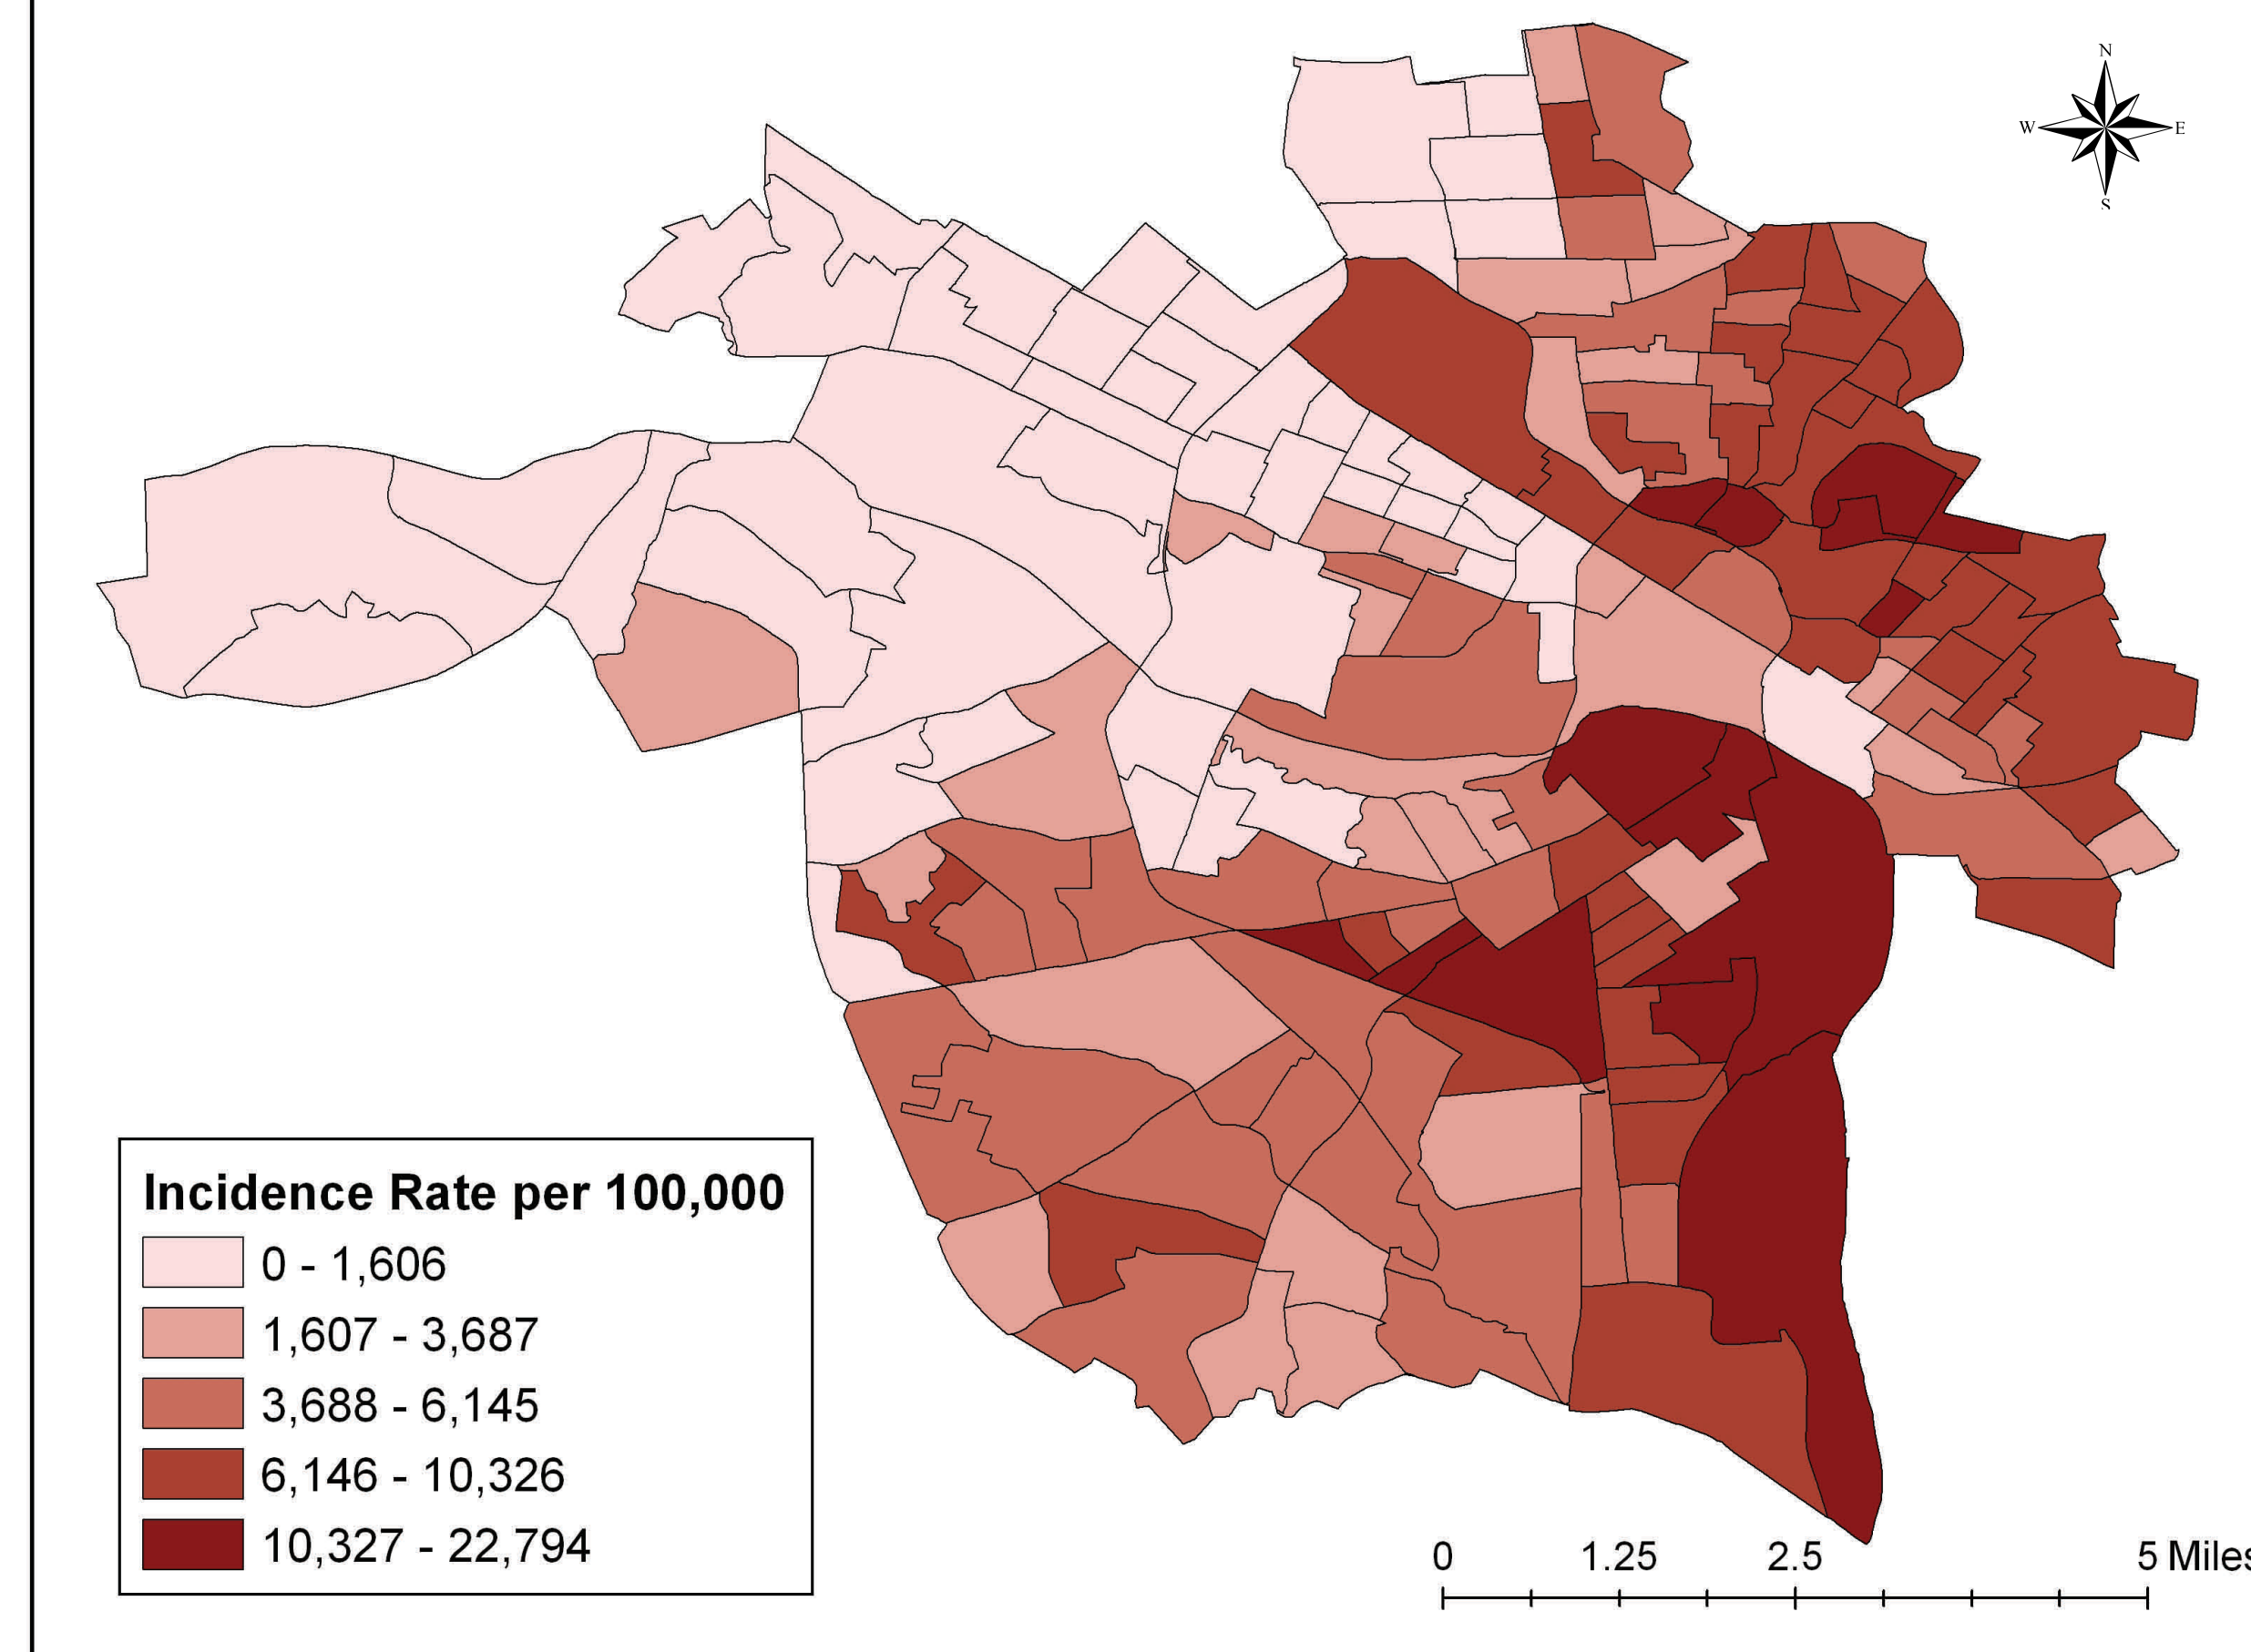 N
W E
S
Incidence Rate per 100,000
0 - 1,606
1,607 - 3,687
3,688 - 6,145
6,146 - 10,326
10,327 - 22,794
0 1.25 2.5 5 Miles